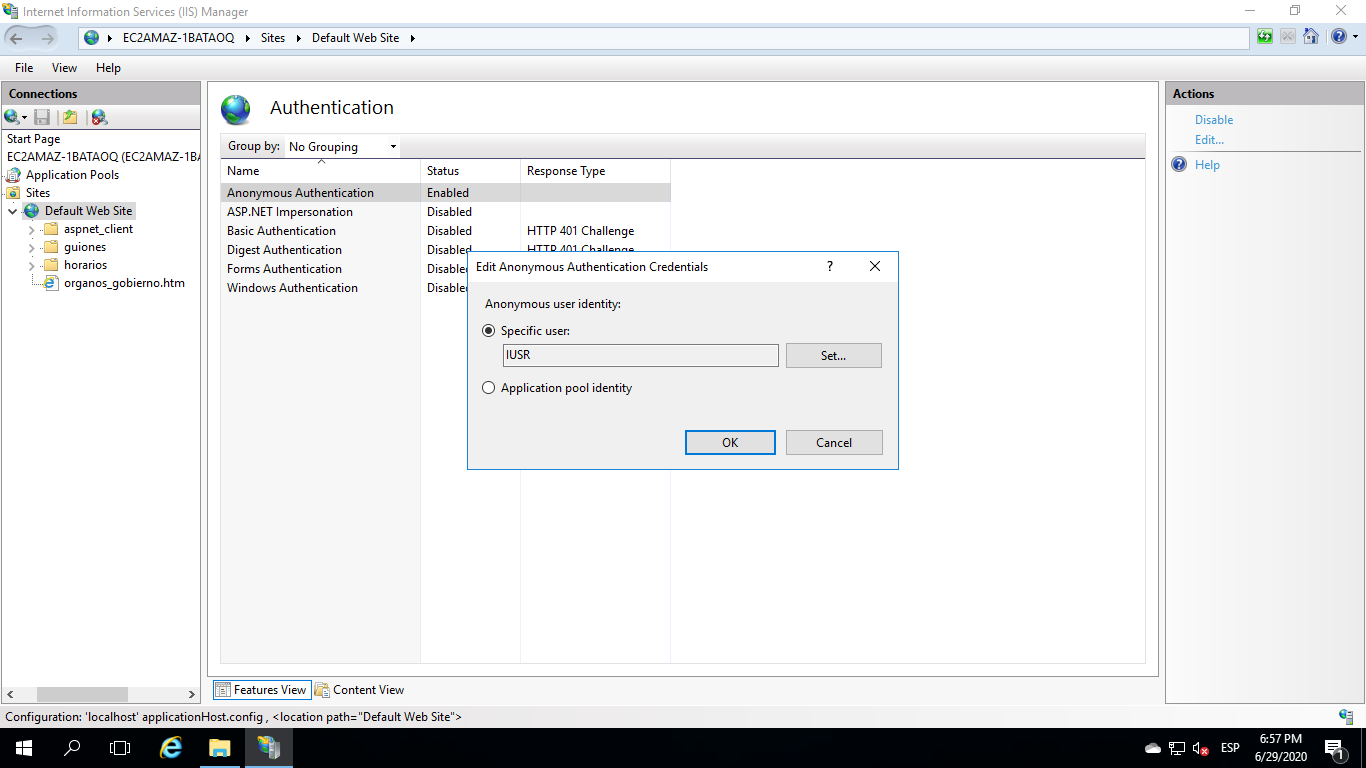 Internet Information Services (IIS) Manager
EC2AMAZ-1BATAOQ Sites Default Web Site
File View Help
Connections
Start Page
EC2AMAZ-1BATAOQ (EC2AMAZ-1BA
Application Pools
Sites
Default Web Site
aspnet_client
guiones
horarios
organos_gobierno.htm
Authentication
Group by: No Grouping
Name Status Response Type
Anonymous Authentication Enabled
ASP.NET Impersonation Disabled
Basic Authentication Disabled HTTP 401 Challenge
Digest Authentication Disabled HTTP 401 Challenge
Forms Authentication Disabled
Windows Authentication Disabled
Edit Anonymous Authentication Credentials
?
Anonymous user identity:
Specific user:
IUSR
Set...
Application pool identity
OK Cancel
Actions
Disable
Edit...
Help
Features View Content View
Configuration: 'localhost' applicationHost.config , <location path="Default Web Site">
ESP
6:57 PM
6/29/2020
1